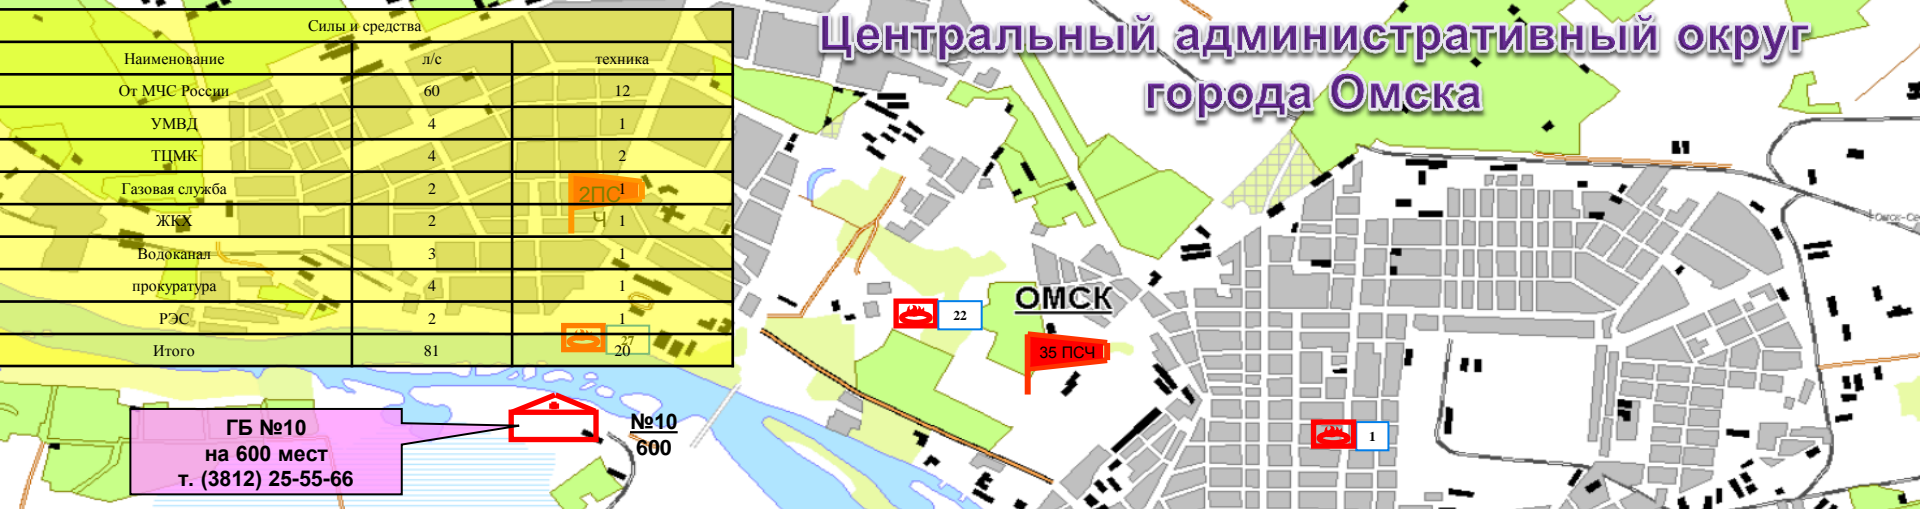 Центральный административный округ
города Омска
Силы и средства
Наименование л/с техника
От МЧС России 60 12
УМВД 4 1
ТЦМК 4 2
Газовая служба 2 1
ЖКХ 2 1
Водоканал 3 1
прокуратура 4 1
РЭС 2 1
Итого 81 20
2ПС
Ч
27
22
ОМСК
35 ПСЧ
1
ГБ №10
на 600 мест
т. (3812) 25-55-66
№10
600